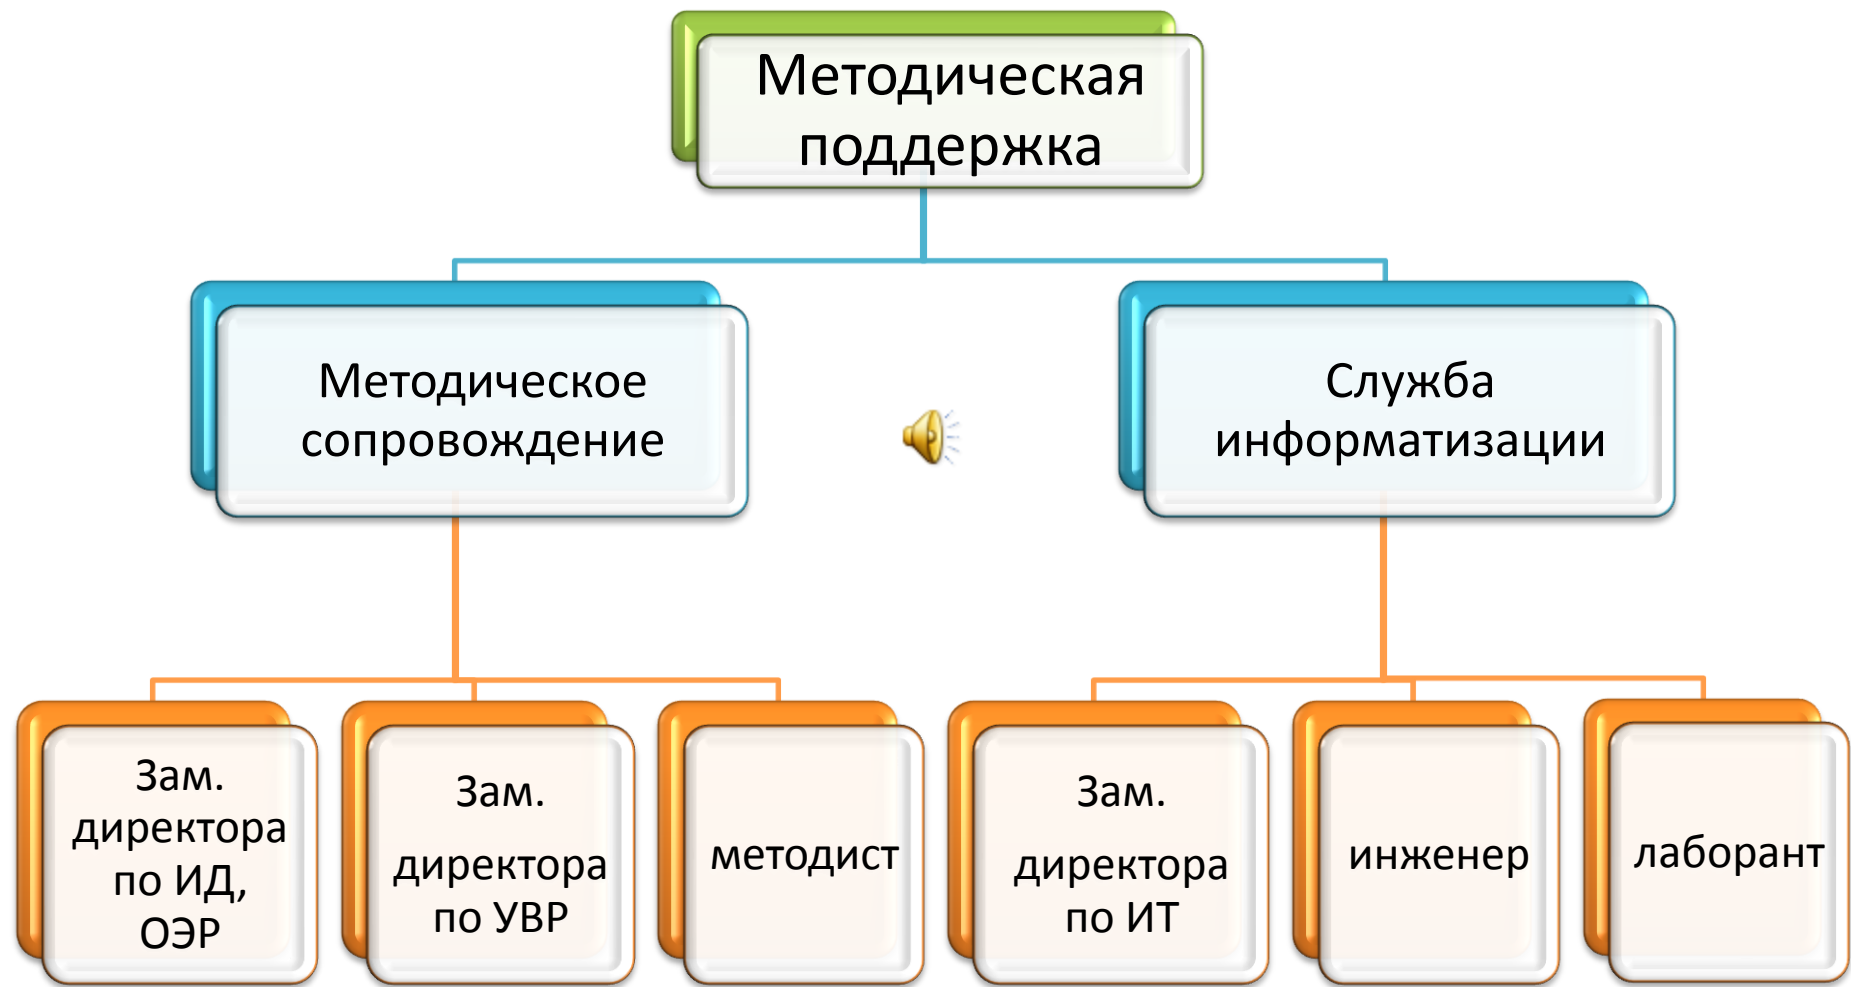 Методическая
поддержка
Методическое
сопровождение
Служба
информатизации
Зам.
директора
по ИД,
ОЭР
Зам.
директора
по УВР
методист
Зам.
директора
по ИТ
инженер
лаборант